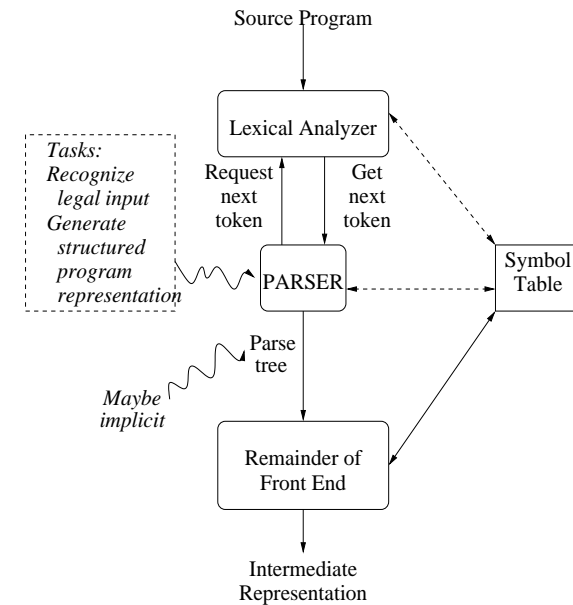 Source Program
Lexical Analyzer
Tasks:
Recognize
legal input
Generate
structured
program
representation
Request
next
token
Get
next
token
PARSER
Symbol
Table
Parse
tree
Maybe
implicit
Remainder of
Front End
Intermediate
Representation